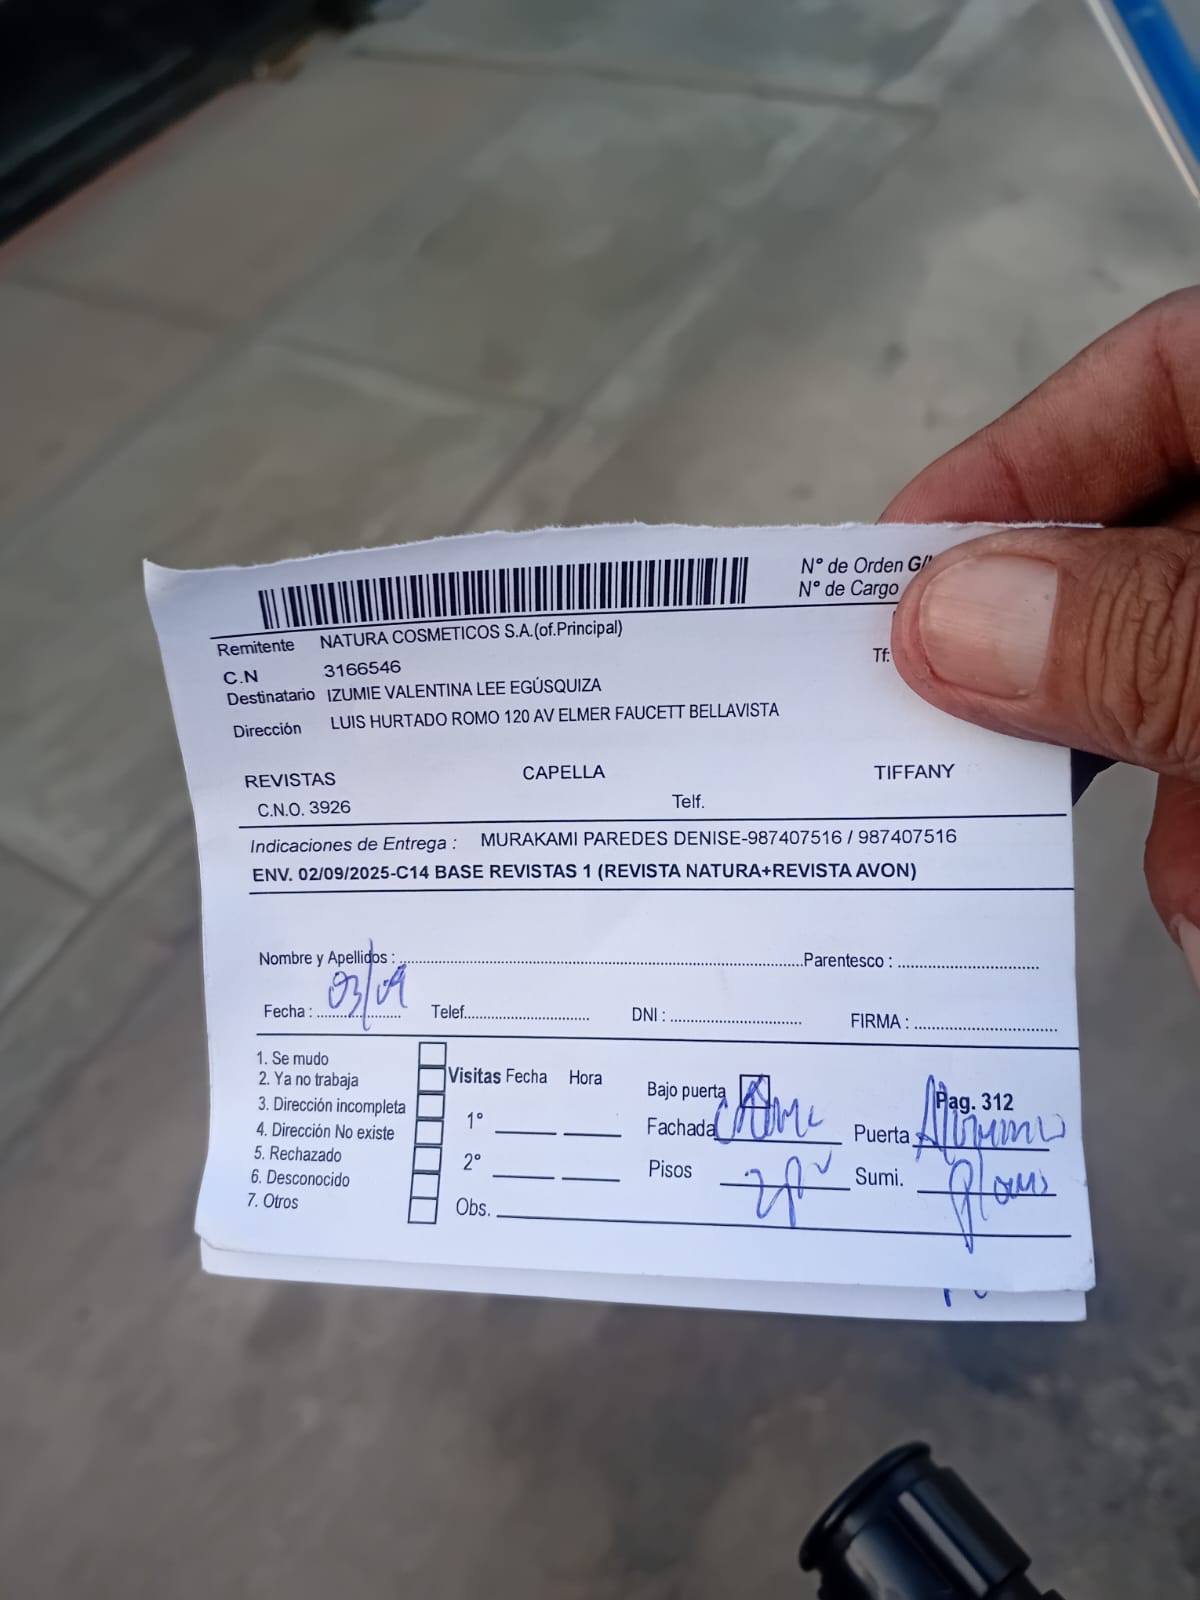 N° de Orden G/
N° de Cargo
Remitente NATURA COSMETICOS S.A.(of.Principal)
C.N 3166546
Tf:
Destinatario IZUMIE VALENTINA LEE EGÚSQUIZA
Dirección LUIS HURTADO ROMO 120 AV ELMER FAUCETT BELLAVISTA
REVISTAS CAPELLA TIFFANY
C.N.O. 3926 Telf.
Indicaciones de Entrega : MURAKAMI PAREDES DENISE-987407516 / 987407516
ENV. 02/09/2025-C14 BASE REVISTAS 1 (REVISTA NATURA+REVISTA AVON)
Nombre y Apellidos : Parentesco :
Fecha : 03/09 Telef. DNI : FIRMA :
1. Se mudo
2. Ya no trabaja
3. Dirección incompleta
4. Dirección No existe
5. Rechazado
6. Desconocido
7. Otros
Visitas Fecha Hora
1°
2°
Obs.
Bajo puerta Pag. 312
Fachada Puerta
Pisos Sumi.